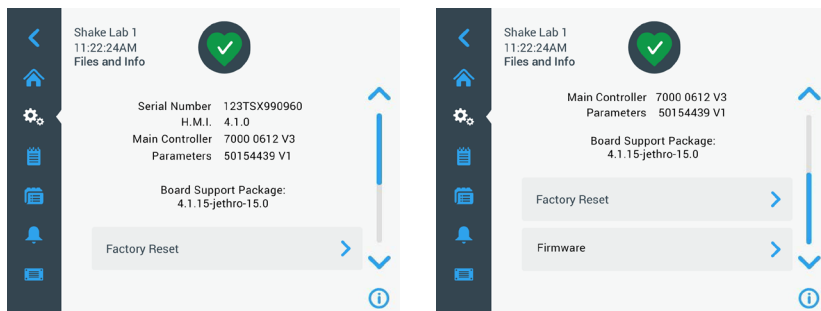 Shake Lab 1
11:22:24AM
Files and Info
Serial Number 123TSX990960
H.M.I. 4.1.0
Main Controller 7000 0612 V3
Parameters 50154439 V1
Board Support Package:
4.1.15-jethro-15.0
Factory Reset
Shake Lab 1
11:22:24AM
Files and Info
Main Controller 7000 0612 V3
Parameters 50154439 V1
Board Support Package:
4.1.15-jethro-15.0
Factory Reset
Firmware